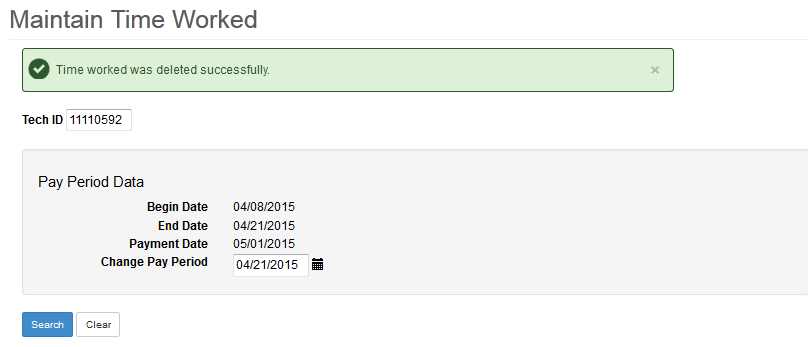 Maintain Time Worked
Time worked was deleted successfully. ×
Tech ID 11110592
Pay Period Data
Begin Date 04/08/2015
End Date 04/21/2015
Payment Date 05/01/2015
Change Pay Period 04/21/2015
Search Clear